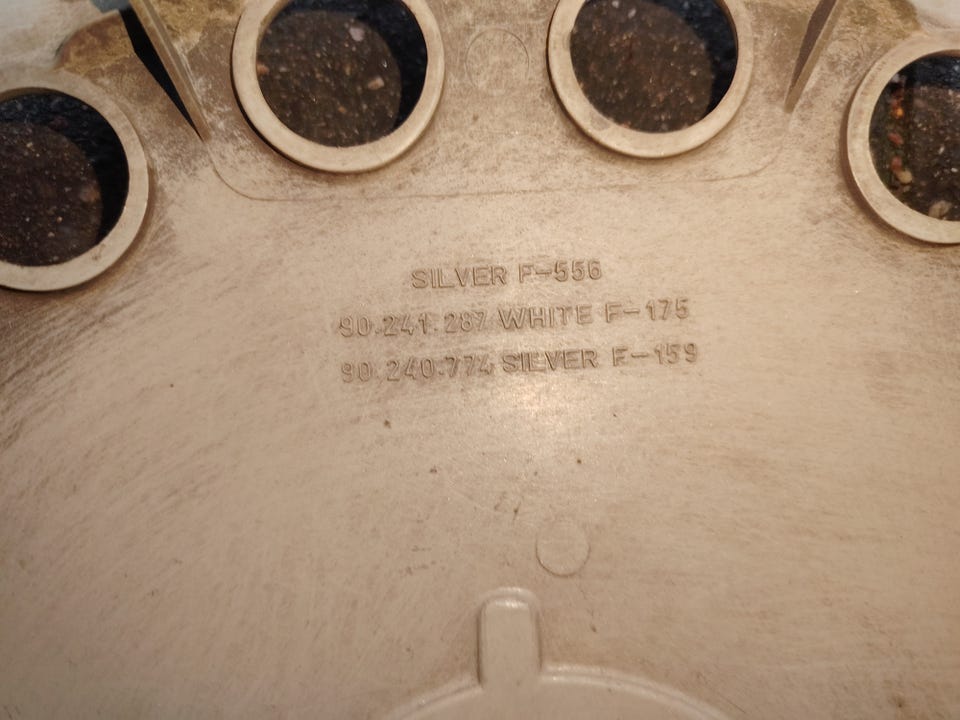 SILVER F-556
90.241.287 WHITE F-175
90.240.774 SILVER F-159